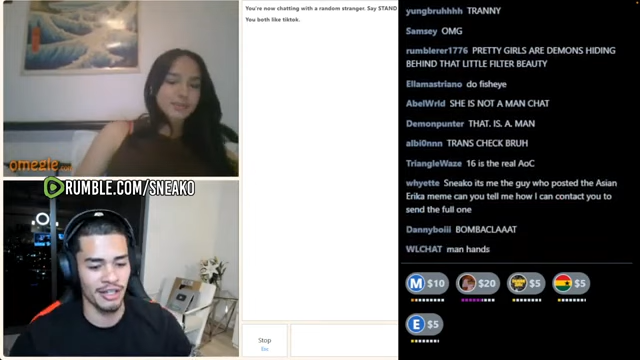 You're now chatting with a random stranger. Say STAND
You both like tiktok.
omegle.com
RUMBLE.COM/SNEAKO
Stop
Esc
yungbruhhhh TRANNY
Samsey OMG
rumblerer1776 PRETTY GIRLS ARE DEMONS HIDING
BEHIND THAT LITTLE FILTER BEAUTY
Ellamastriano do fisheye
AbelWrld SHE IS NOT A MAN CHAT
Demonpunter THAT. IS. A. MAN
albi0nnn TRANS CHECK BRUH
TriangleWaze 16 is the real AoC
whyette Sneako its me the guy who posted the Asian
Erika meme can you tell me how I can contact you to
send the full one
Dannyboiii BOMBACLAAAT
WLCHAT man hands
M $10
$20
$5
$5
E $5